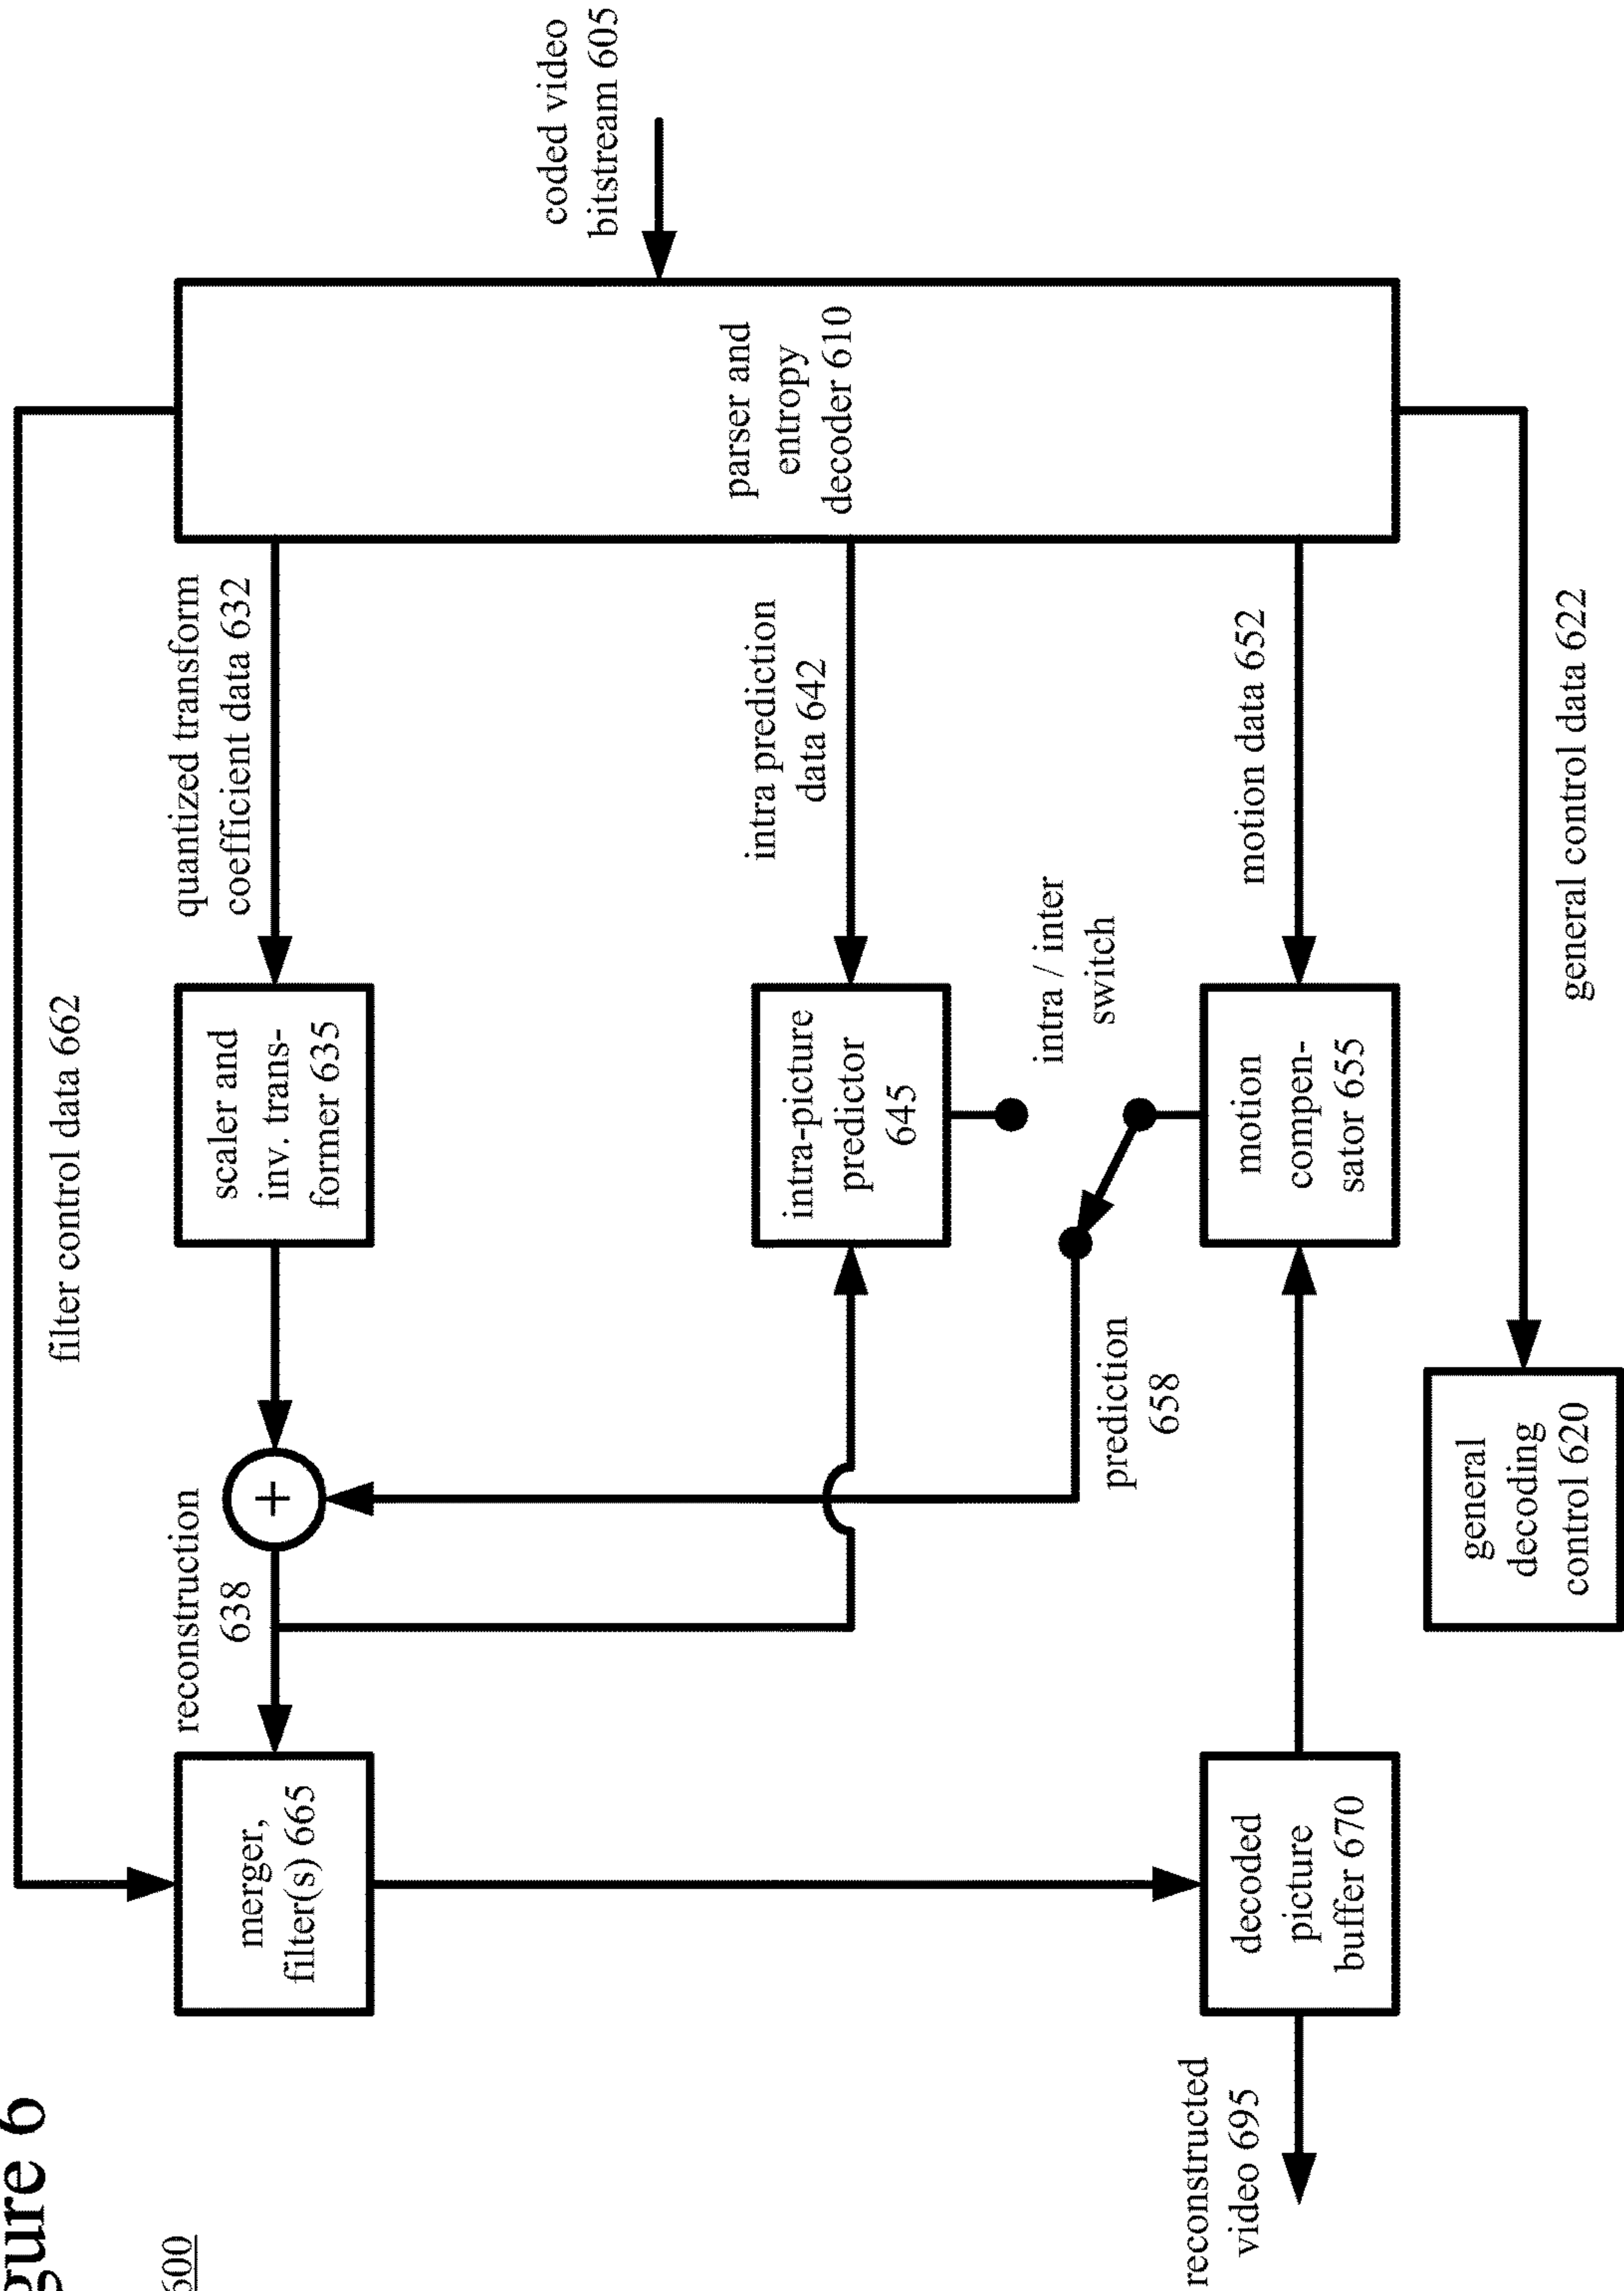 gure 6
600
filter control data 662
reconstruction
638
quantized transform
coefficient data 632
merger,
filter(s) 665
+
scaler and
inv. trans-
former 635
coded video
bitstream 605
parser and
entropy
decoder 610
intra prediction
data 642
intra-picture
predictor
645
intra / inter
switch
prediction
658
motion data 652
reconstructed
video 695
decoded
picture
buffer 670
motion
compen-
sator 655
general
decoding
control 620
general control data 622